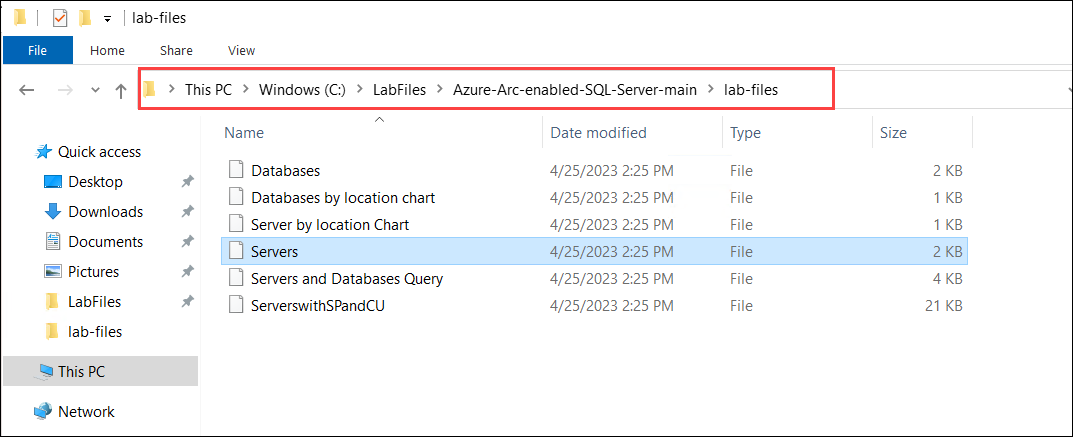 lab-files
File Home Share View
This PC Windows (C:) LabFiles Azure-Arc-enabled-SQL-Server-main lab-files
Quick access
Desktop
Downloads
Documents
Pictures
LabFiles
lab-files
This PC
Network
Name Date modified Type Size
Databases 4/25/2023 2:25 PM File 2 KB
Databases by location chart 4/25/2023 2:25 PM File 1 KB
Server by location Chart 4/25/2023 2:25 PM File 1 KB
Servers 4/25/2023 2:25 PM File 2 KB
Servers and Databases Query 4/25/2023 2:25 PM File 4 KB
ServerswithSPandCU 4/25/2023 2:25 PM File 21 KB